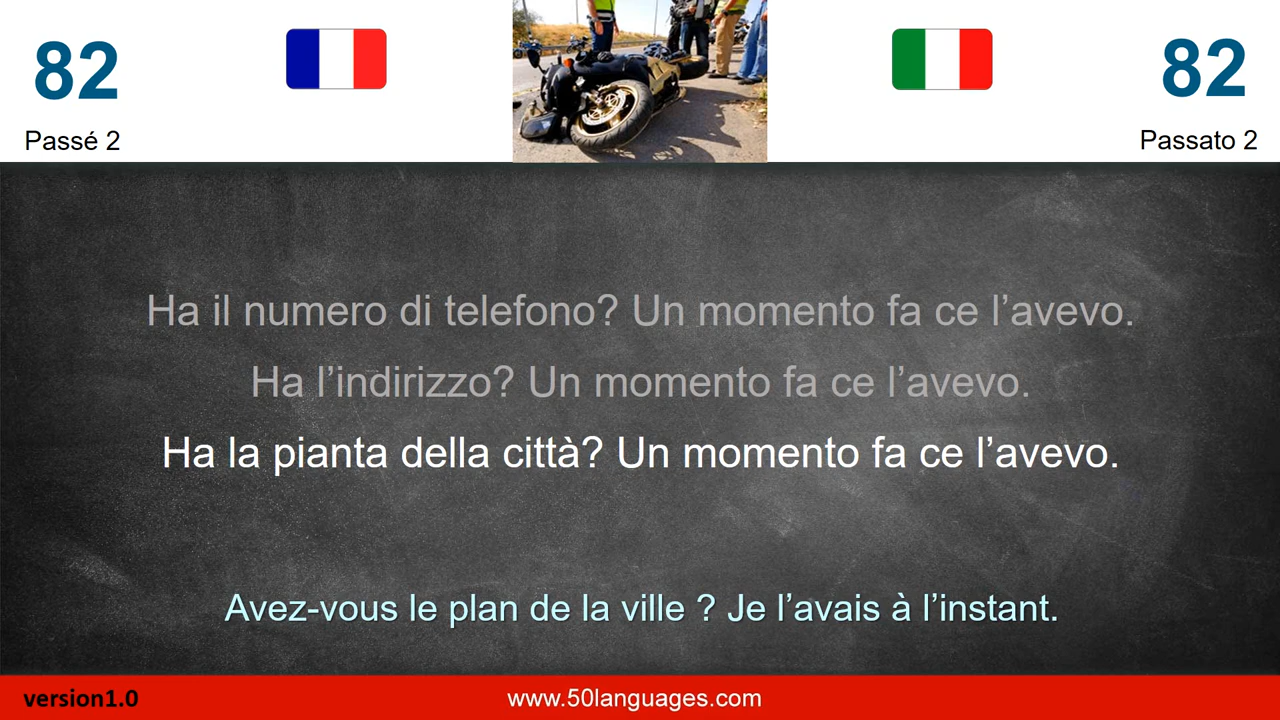 82
82
Passé 2
Passato 2
Ha il numero di telefono? Un momento fa ce l’avevo.
Ha l’indirizzo? Un momento fa ce l’avevo.
Ha la pianta della città? Un momento fa ce l’avevo.
Avez-vous le plan de la ville ? Je l’avais à l’instant.
version1.0
www.50languages.com